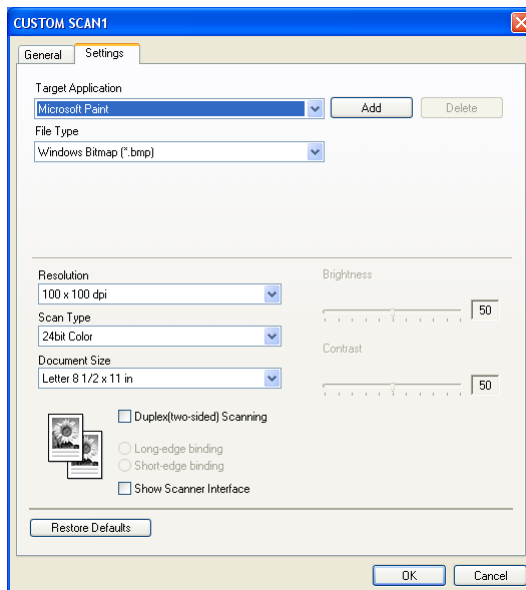 CUSTOM SCAN1
General Settings
Target Application
Microsoft Paint Add Delete
File Type
Windows Bitmap (*.bmp)
Resolution Brightness
100 x 100 dpi
50
Scan Type
24bit Color
Contrast
Document Size
Letter 8 1/2 x 11 in
50
Duplex(two-sided) Scanning
Long-edge binding
Short-edge binding
Show Scanner Interface
Restore Defaults
OK Cancel